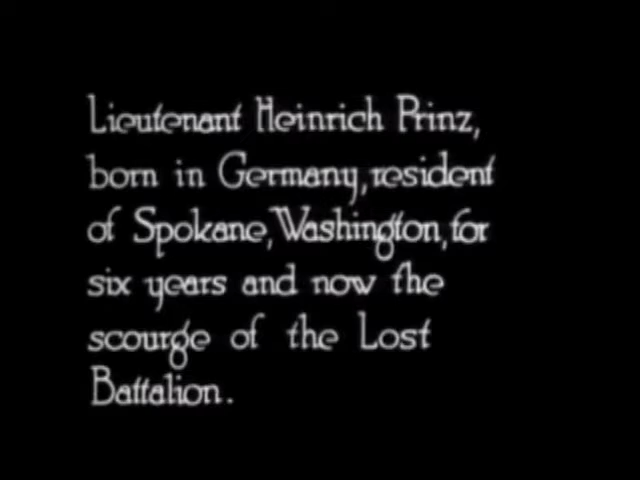 Lieutenant Heinrich Prinz,
born in Germany, resident
of Spokane, Washington, for
six years and now the
scourge of the Lost
Battalion.